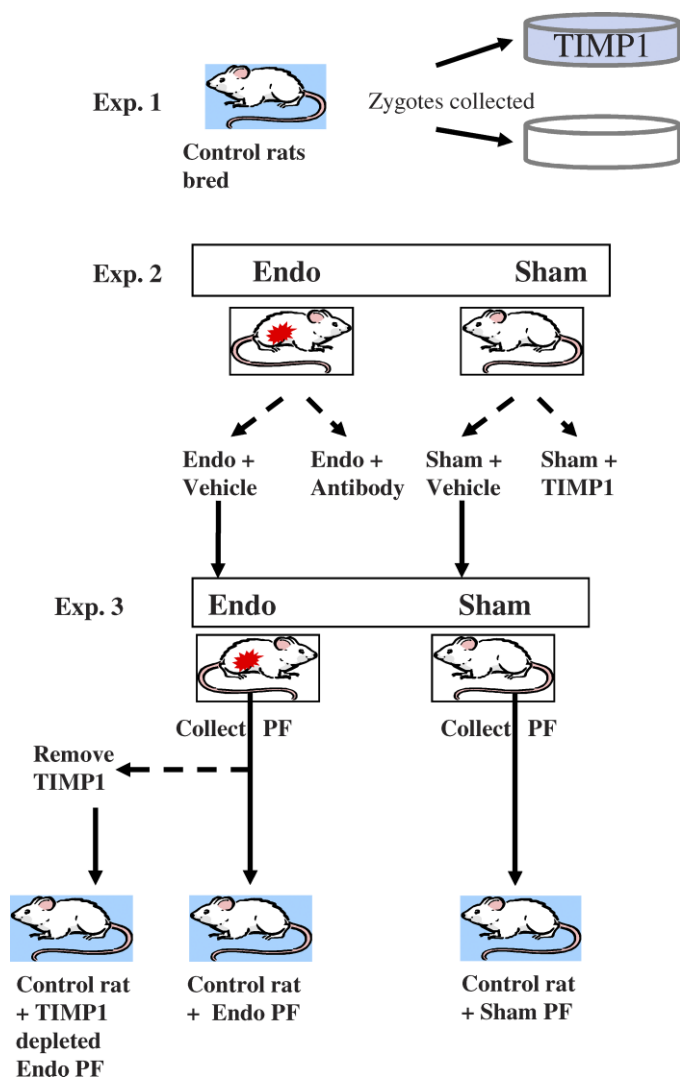 TIMP1
Exp. 1
Zygotes collected
Control rats
bred
Exp. 2
Endo Sham
Endo +
Vehicle
Endo +
Antibody
Sham +
Vehicle
Sham +
TIMP1
Exp. 3
Endo Sham
Collect PF
Collect PF
Remove
TIMP1
Control rat
+ TIMP1
depleted
Endo PF
Control rat
+ Endo PF
Control rat
+ Sham PF